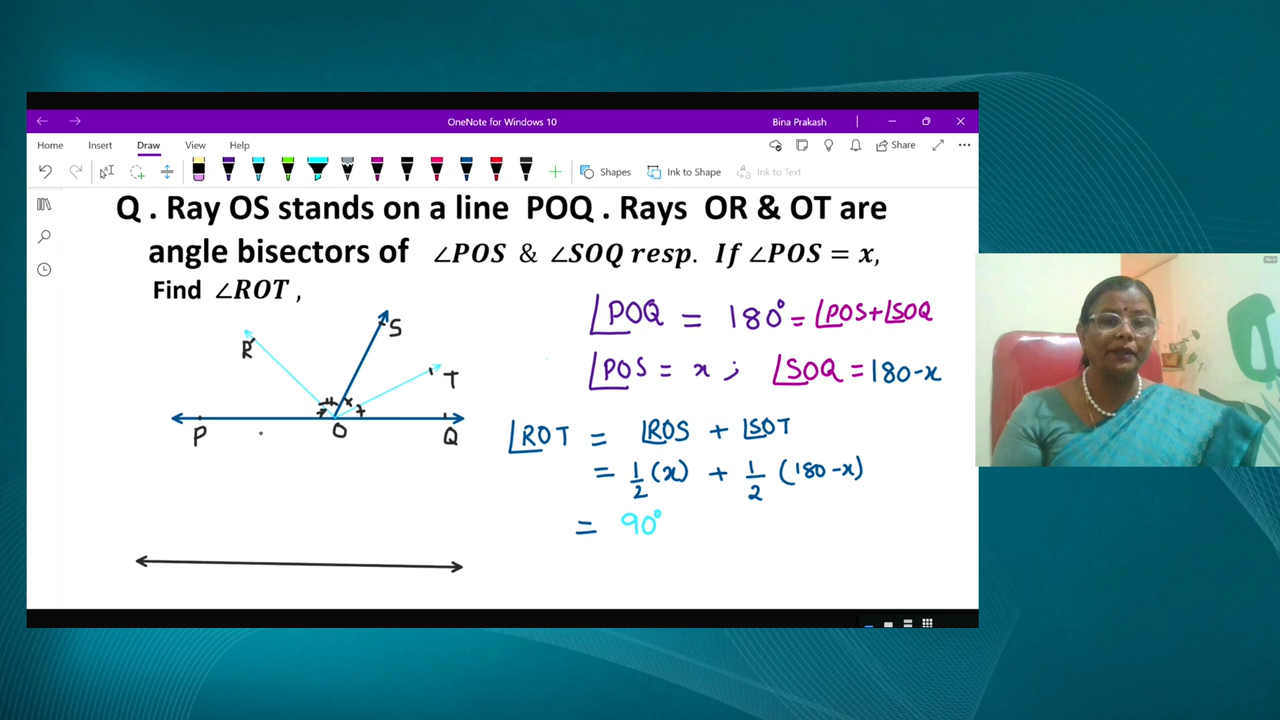 OneNote for Windows 10
Bina Prakash
Home Insert Draw View Help
Share
Shapes Ink to Shape Ink to Text
Q . Ray OS stands on a line POQ . Rays OR & OT are
angle bisectors of ∠POS & ∠SOQ resp. If ∠POS = x,
Find ∠ROT ,
∠POQ = 180° = ∠POS + ∠SOQ
∠POS = x ; ∠SOQ = 180-x
∠ROT = ∠ROS + ∠SOT
= 1/2 (x) + 1/2 (180-x)
= 90°
S
R
T
P
O
Q